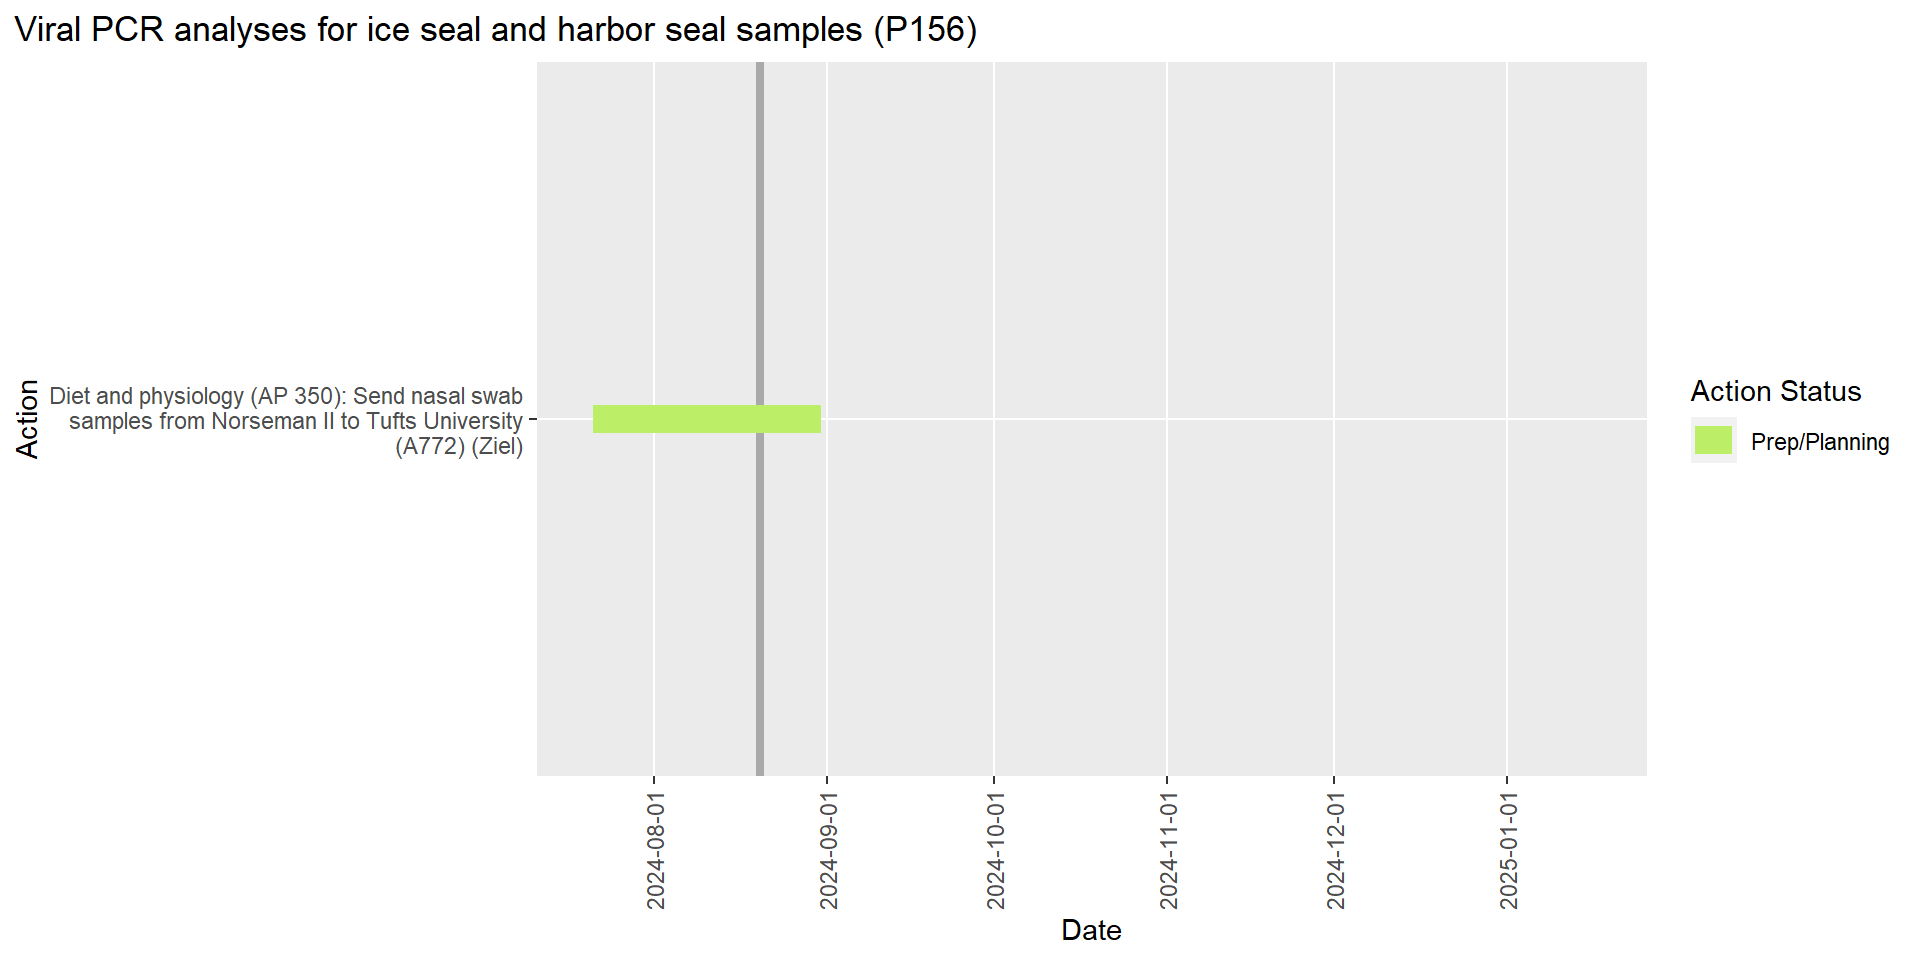 Viral PCR analyses for ice seal and harbor seal samples (P156)
Action
Diet and physiology (AP 350): Send nasal swab
samples from Norseman II to Tufts University
(A772) (Ziel)
Action Status
Prep/Planning
2024-08-01
2024-09-01
2024-10-01
2024-11-01
2024-12-01
2025-01-01
Date